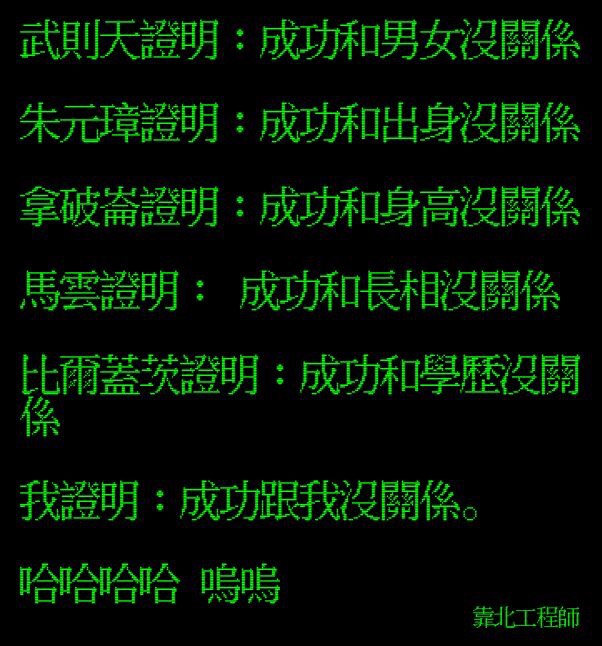 武則天證明：成功和男女沒關係
朱元璋證明：成功和出身沒關係
拿破崙證明：成功和身高沒關係
馬雲證明： 成功和長相沒關係
比爾蓋茨證明：成功和學歷沒關
係
我證明：成功跟我沒關係。
哈哈哈哈 嗚嗚
靠北工程師